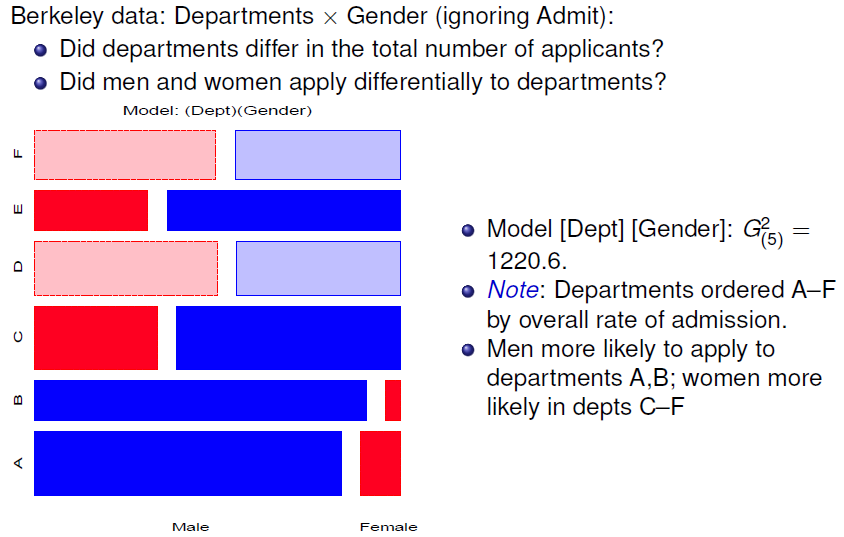 Berkeley data: Departments × Gender (ignoring Admit):
Did departments differ in the total number of applicants?
Did men and women apply differentially to departments?
Model: (Dept)(Gender)
F
E
D
C
B
A
Male Female
Model [Dept] [Gender]: G²₍₅₎ =
1220.6.
Note: Departments ordered A–F
by overall rate of admission.
Men more likely to apply to
departments A,B; women more
likely in depts C–F